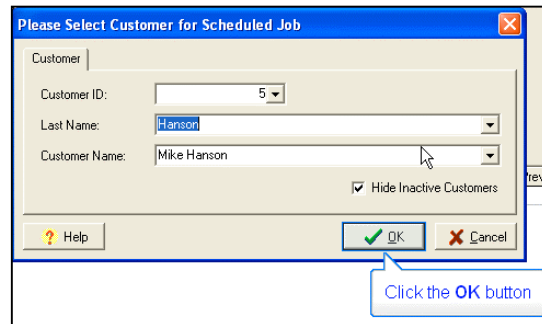 Please Select Customer for Scheduled Job
Customer
Customer ID: 5
Last Name: Hanson
Customer Name: Mike Hanson
Hide Inactive Customers
? Help
OK
Cancel
Click the OK button